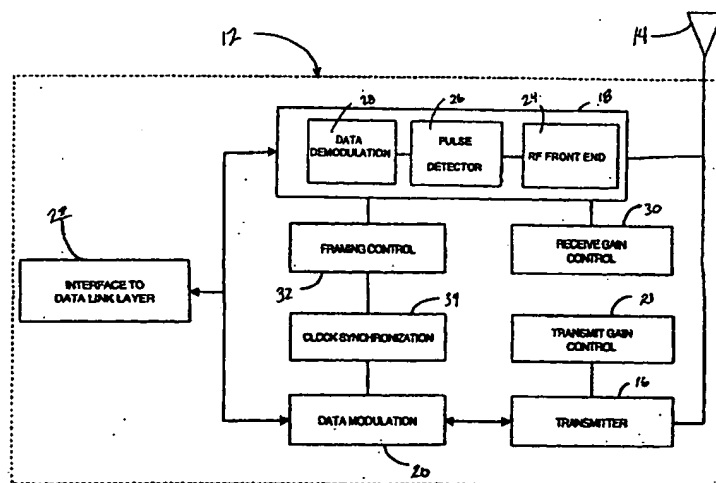 12
14
28
26
24
18
DATA
DEMODULATION
PULSE
DETECTOR
RF FRONT END
22
30
INTERFACE TO
DATA LINK LAYER
FRAMING CONTROL
RECEIVE GAIN
CONTROL
32
34
21
CLOCK SYNCHRONIZATION
TRANSMIT GAIN
CONTROL
16
DATA MODULATION
TRANSMITTER
20